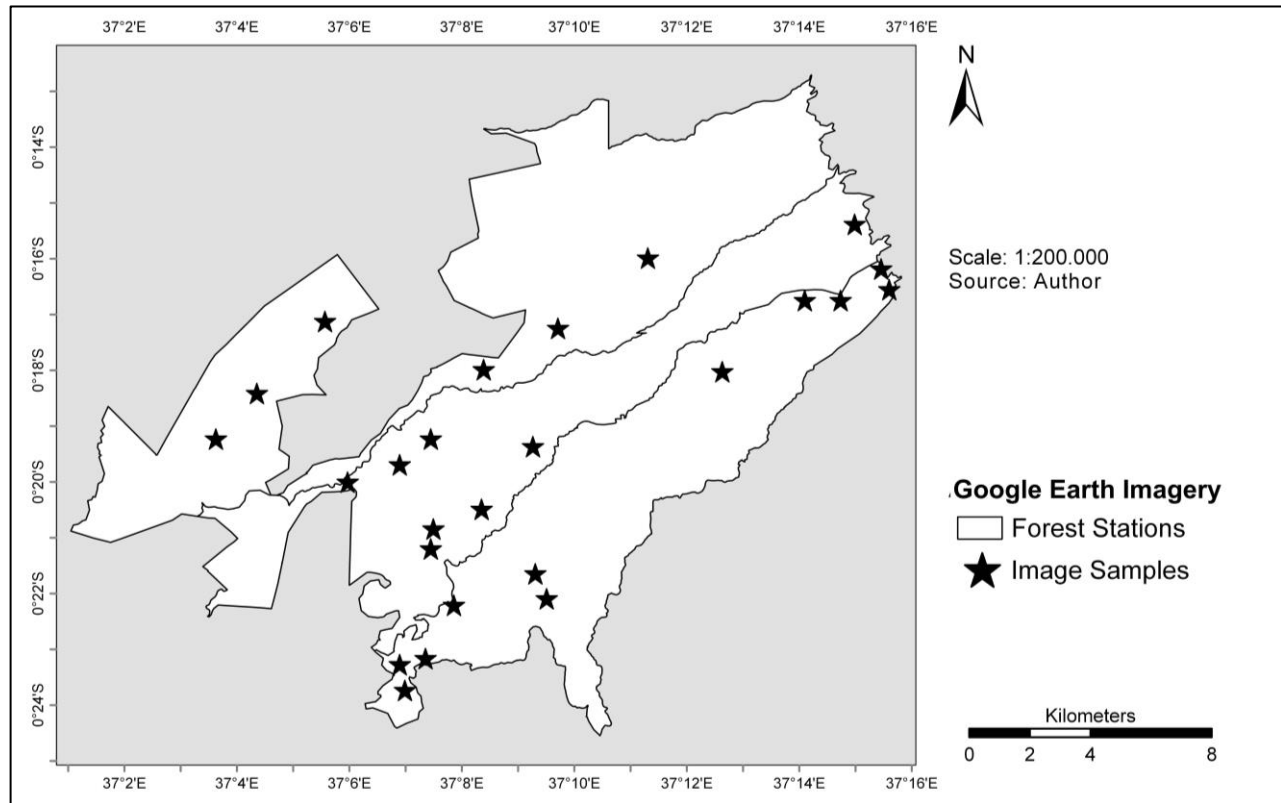 37°2'E 37°4'E 37°6'E 37°8'E 37°10'E 37°12'E 37°14'E 37°16'E
N
0°14'S
0°16'S
0°18'S
0°20'S
0°22'S
0°24'S
Scale: 1:200.000
Source: Author
.Google Earth Imagery
Forest Stations
Image Samples
Kilometers
0 2 4 8
37°2'E 37°4'E 37°6'E 37°8'E 37°10'E 37°12'E 37°14'E 37°16'E